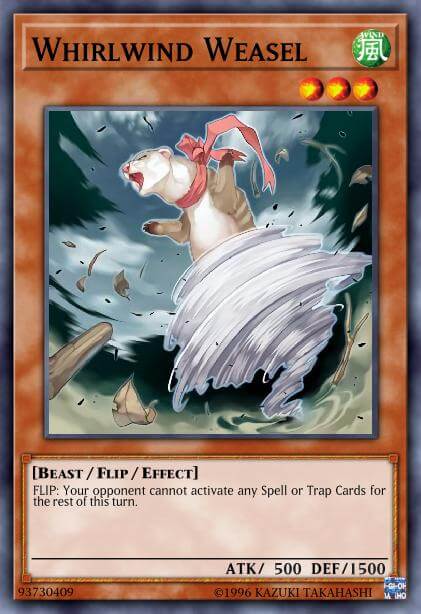 Whirlwind Weasel
WIND
風
[Beast / Flip / Effect]
FLIP: Your opponent cannot activate any Spell or Trap Cards for
the rest of this turn.
ATK/ 500 DEF/1500
93730409
©1996 KAZUKI TAKAHASHI